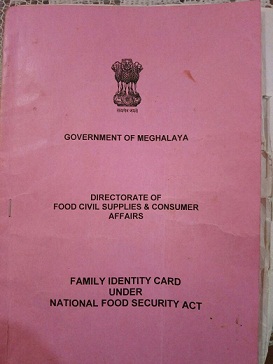 GOVERNMENT OF MEGHALAYA
DIRECTORATE OF
FOOD CIVIL SUPPLIES & CONSUMER
AFFAIRS
FAMILY IDENTITY CARD
UNDER
NATIONAL FOOD SECURITY ACT